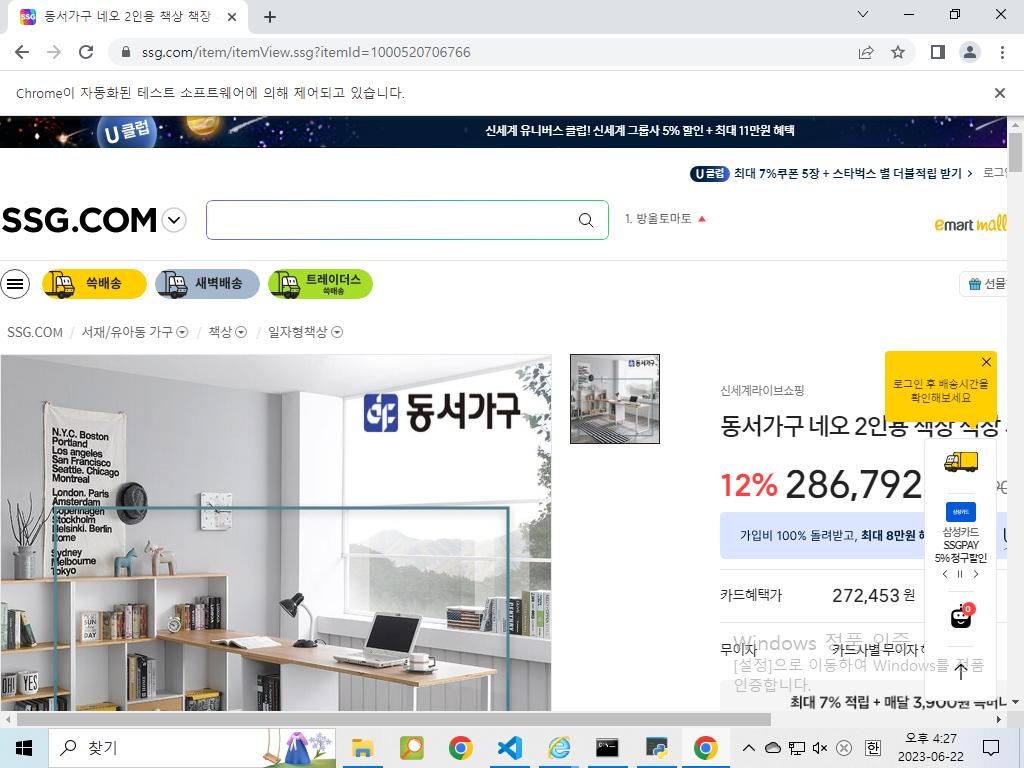 동서가구 네오 2인용 책상 책장
ssg.com/item/itemView.ssg?itemId=1000520706766
Chrome이 자동화된 테스트 소프트웨어에 의해 제어되고 있습니다.
U 클럽
신세계 유니버스 클럽! 신세계 그룹사 5% 할인 + 최대 11만원 혜택
U 클럽 최대 7%쿠폰 5장 + 스타벅스 별 더블적립 받기
SSG.COM
1. 방울토마토
emart mall
쓱배송
새벽배송
트레이더스
쓱배송
선물
SSG.COM / 서재/유아동 가구 / 책상 / 일자형책상
동서가구
동서가구
N.Y.C. Boston
Portland
Los angeles
San Francisco
Seattle. Chicago
Montreal
London. Paris
Amsterdam
Copenhagen
Stockholm
Helsinki. Berlin
Rome
Sydney
Melbourne
Tokyo
SUN
DAY
OH! YES
신세계라이브쇼핑
로그인 후 배송시간을
확인해보세요
동서가구 네오 2인용 책상 책장
12% 286,792
가입비 100% 돌려받고, 최대 8만원
삼성카드
삼성카드
SSGPAY
5% 청구할인
카드혜택가 272,453 원
0
무이자 카드사별 무이자
Windows 정품 인증
[설정]으로 이동하여 Windows를 정품
인증합니다.
최대 7% 적립 + 매달 3,900원
찾기
오후 4:27
2023-06-22
한